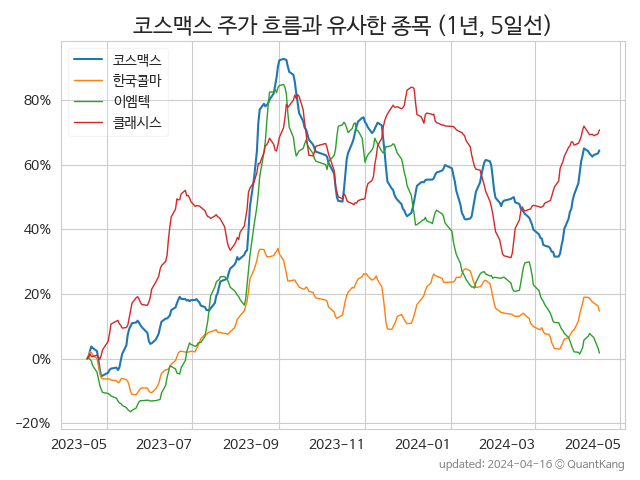 코스맥스 주가 흐름과 유사한 종목 (1년, 5일선)
코스맥스
한국콜마
이엠텍
클래시스
80%
60%
40%
20%
0%
−20%
2023-05 2023-07 2023-09 2023-11 2024-01 2024-03 2024-05
updated: 2024-04-16 © QuantKang